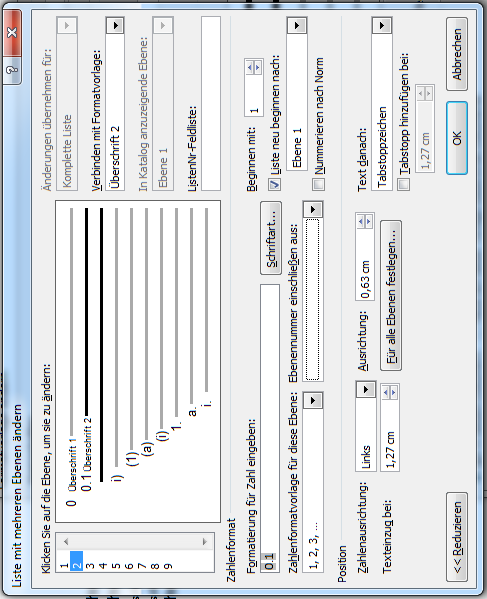 Liste mit mehreren Ebenen ändern
Klicken Sie auf die Ebene, um sie zu ändern:
1
2
3
4
5
6
7
8
9
0 Überschrift 1
0.1 Überschrift 2
i)
(1)
(a)
(i)
1.
a.
i.
Änderungen übernehmen für:
Komplette Liste
Verbinden mit Formatvorlage:
Überschrift 2
In Katalog anzuzeigende Ebene:
Ebene 1
ListenNr-Feldliste:
Zahlenformat
Formatierung für Zahl eingeben:
0.1
Schriftart...
Zahlenformatvorlage für diese Ebene:
1, 2, 3, ...
Ebenennummer einschließen aus:
Beginnen mit:
1
Liste neu beginnen nach:
Ebene 1
Nummerieren nach Norm
Position
Zahlenausrichtung:
Links
Ausrichtung:
0,63 cm
Texteinzug bei:
1,27 cm
Für alle Ebenen festlegen...
Text danach:
Tabstoppzeichen
Tabstopp hinzufügen bei:
1,27 cm
<< Reduzieren
OK
Abbrechen